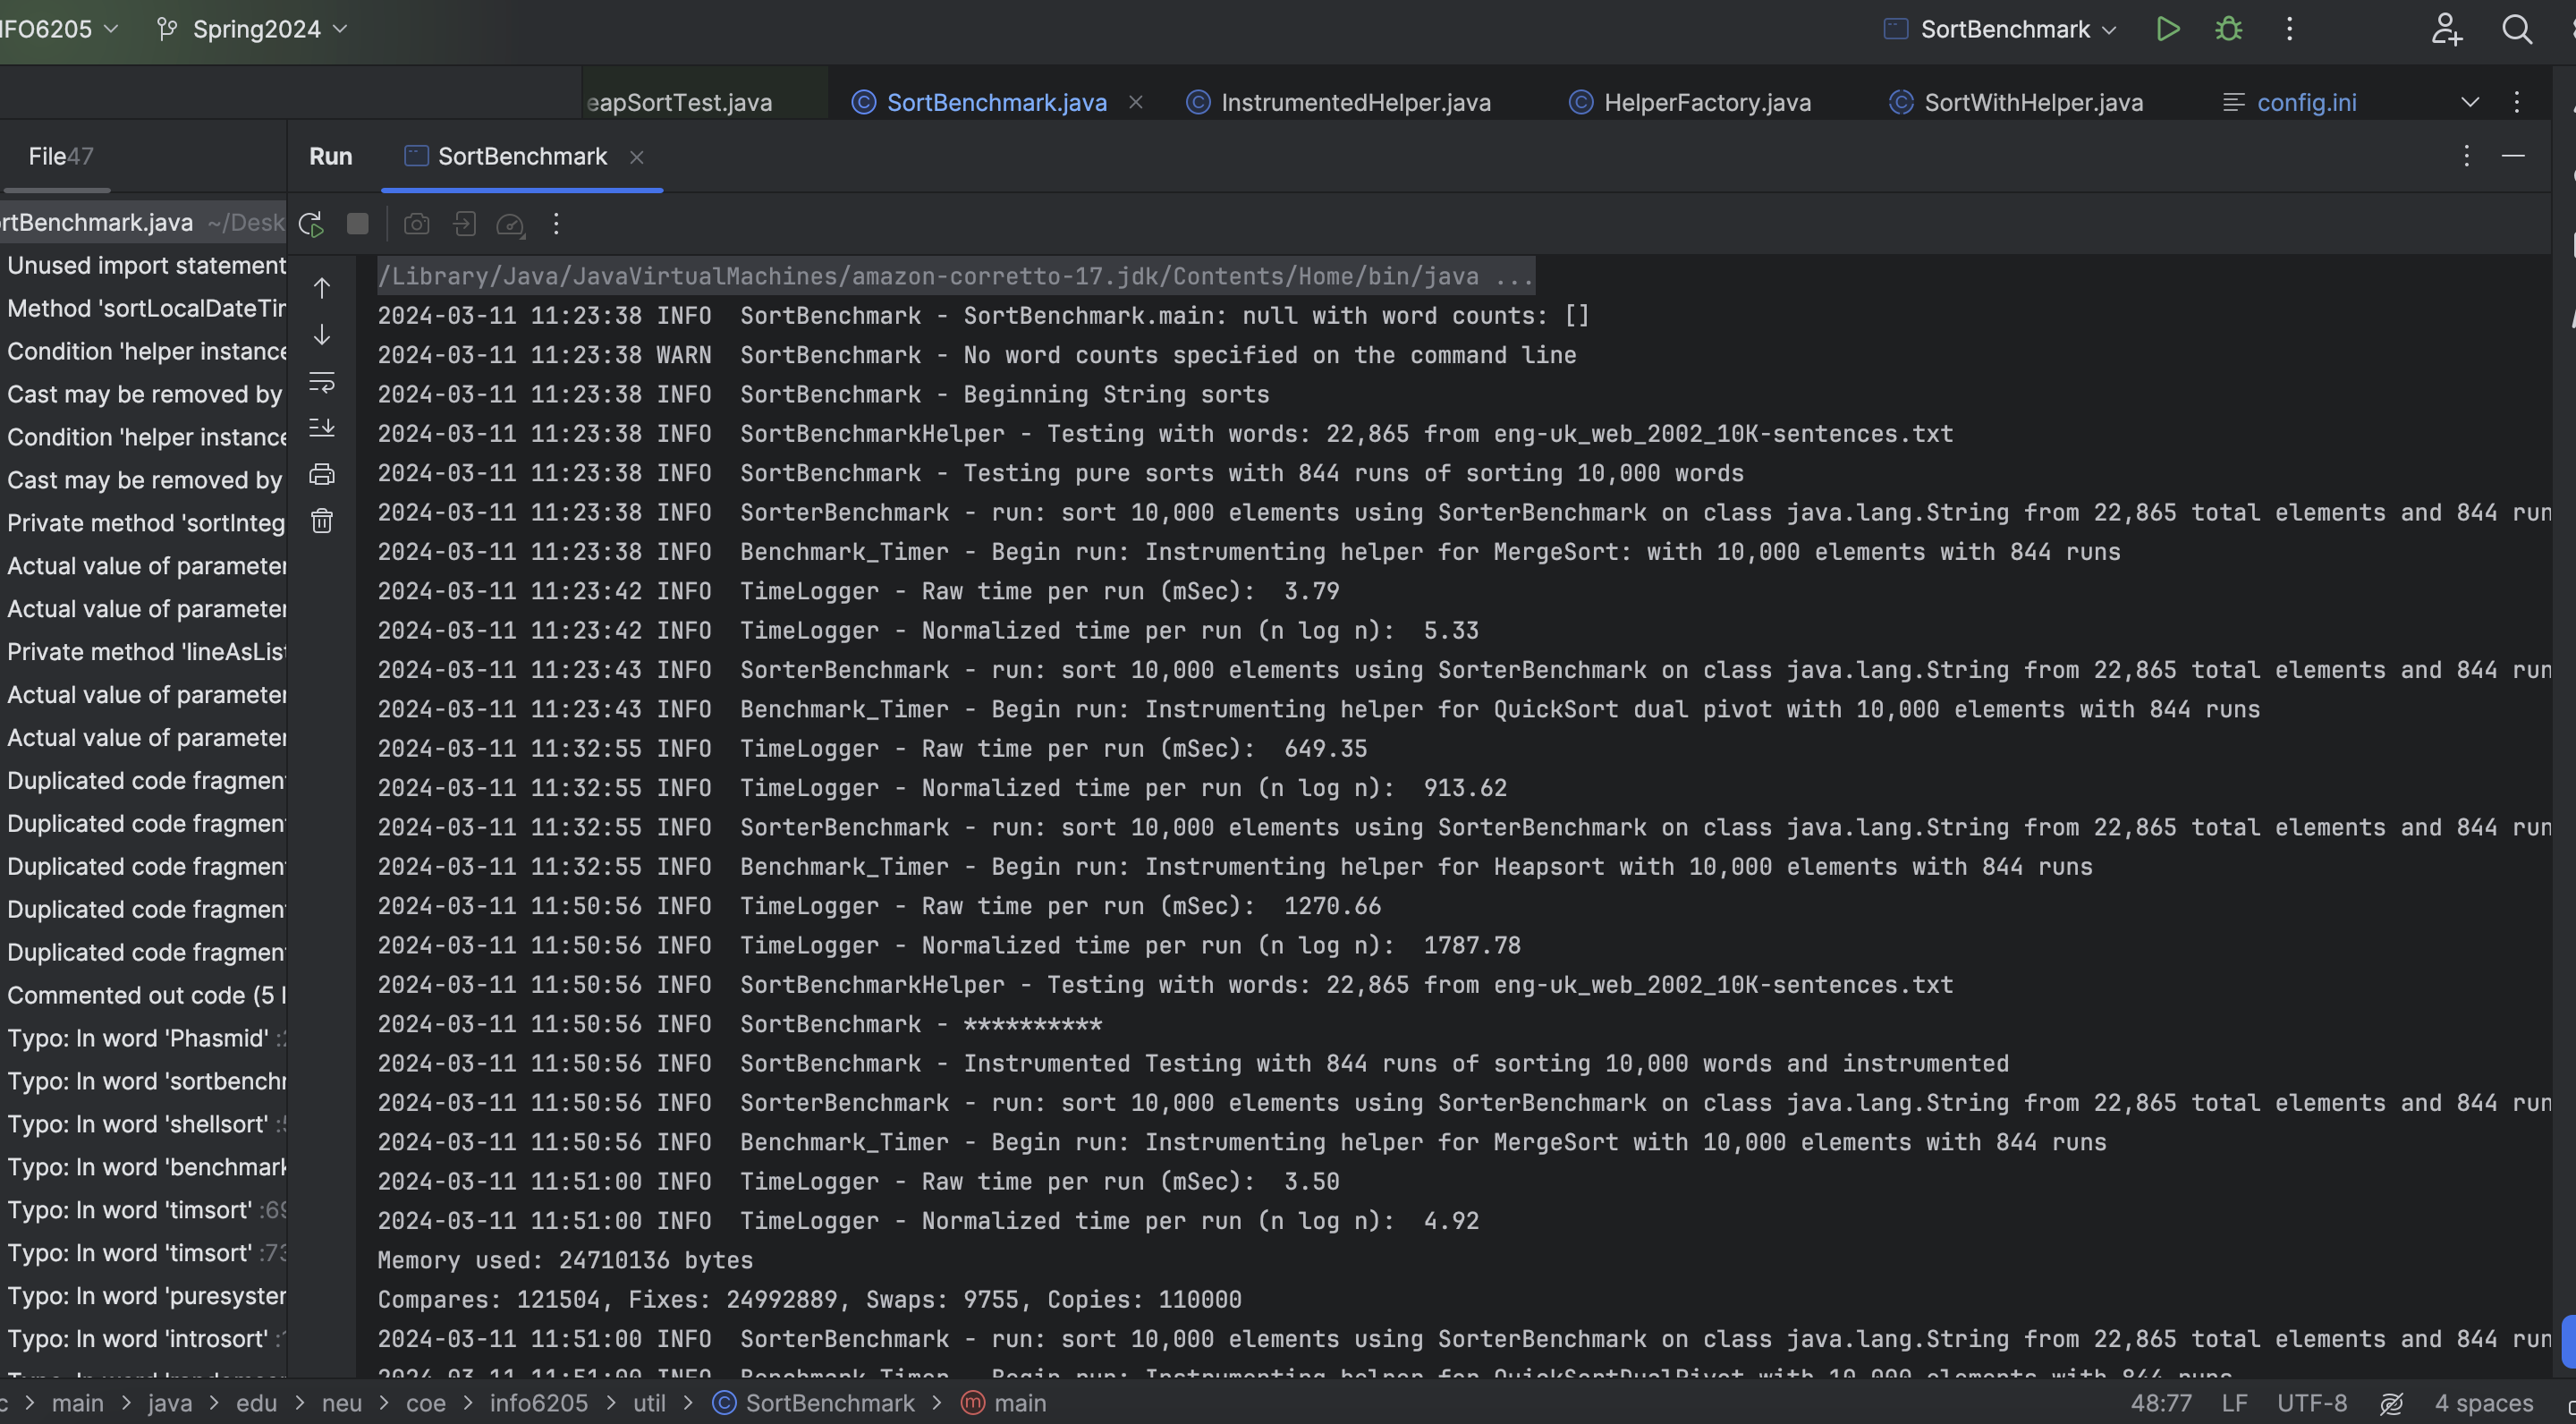 Spring2024
SortBenchmark
SortBenchmark.java
InstrumentedHelper.java
HelperFactory.java
SortWithHelper.java
config.ini
File 47
Run
SortBenchmark
~/Desk
Unused import statement
Method
Condition 'helper
Cast may be removed by
Condition 'helper
Cast may be removed by
Private method
Actual value of
Actual value of
Private method
Actual value of
Actual value of
Duplicated code
Duplicated code
Duplicated code
Duplicated code
Duplicated code
Commented out code (5
Typo: In word 'Phasmid'
Typo: In word
Typo: In word 'shellsort'
Typo: In word
Typo: In word 'timsort'
Typo: In word 'timsort'
Typo: In word
Typo: In word 'introsort'
/Library/Java/JavaVirtualMachines/amazon-corretto-17.jdk/Contents/Home/bin/java ...
2024-03-11 11:23:38 INFO SortBenchmark - SortBenchmark.main: null with word counts: []
2024-03-11 11:23:38 WARN SortBenchmark - No word counts specified on the command line
2024-03-11 11:23:38 INFO SortBenchmark - Beginning String sorts
2024-03-11 11:23:38 INFO SortBenchmarkHelper - Testing with words: 22,865 from eng-uk_web_2002_10K-sentences.txt
2024-03-11 11:23:38 INFO SortBenchmark - Testing pure sorts with 844 runs of sorting 10,000 words
2024-03-11 11:23:38 INFO SorterBenchmark - run: sort 10,000 elements using SorterBenchmark on class java.lang.String from 22,865 total elements and 844 run
2024-03-11 11:23:38 INFO Benchmark_Timer - Begin run: Instrumenting helper for MergeSort: with 10,000 elements with 844 runs
2024-03-11 11:23:42 INFO TimeLogger - Raw time per run (mSec): 3.79
2024-03-11 11:23:42 INFO TimeLogger - Normalized time per run (n log n): 5.33
2024-03-11 11:23:43 INFO SorterBenchmark - run: sort 10,000 elements using SorterBenchmark on class java.lang.String from 22,865 total elements and 844 run
2024-03-11 11:23:43 INFO Benchmark_Timer - Begin run: Instrumenting helper for QuickSort dual pivot with 10,000 elements with 844 runs
2024-03-11 11:32:55 INFO TimeLogger - Raw time per run (mSec): 649.35
2024-03-11 11:32:55 INFO TimeLogger - Normalized time per run (n log n): 913.62
2024-03-11 11:32:55 INFO SorterBenchmark - run: sort 10,000 elements using SorterBenchmark on class java.lang.String from 22,865 total elements and 844 run
2024-03-11 11:32:55 INFO Benchmark_Timer - Begin run: Instrumenting helper for Heapsort with 10,000 elements with 844 runs
2024-03-11 11:50:56 INFO TimeLogger - Raw time per run (mSec): 1270.66
2024-03-11 11:50:56 INFO TimeLogger - Normalized time per run (n log n): 1787.78
2024-03-11 11:50:56 INFO SortBenchmarkHelper - Testing with words: 22,865 from eng-uk_web_2002_10K-sentences.txt
2024-03-11 11:50:56 INFO SortBenchmark - **********
2024-03-11 11:50:56 INFO SortBenchmark - Instrumented Testing with 844 runs of sorting 10,000 words and instrumented
2024-03-11 11:50:56 INFO SorterBenchmark - run: sort 10,000 elements using SorterBenchmark on class java.lang.String from 22,865 total elements and 844 run
2024-03-11 11:50:56 INFO Benchmark_Timer - Begin run: Instrumenting helper for MergeSort with 10,000 elements with 844 runs
2024-03-11 11:51:00 INFO TimeLogger - Raw time per run (mSec): 3.50
2024-03-11 11:51:00 INFO TimeLogger - Normalized time per run (n log n): 4.92
Memory used: 24710136 bytes
Compares: 121504, Fixes: 24992889, Swaps: 9755, Copies: 110000
2024-03-11 11:51:00 INFO SorterBenchmark - run: sort 10,000 elements using SorterBenchmark on class java.lang.String from 22,865 total elements and 844 run
2024-03-11 11:51:00 INFO Benchmark_Timer - Begin run: Instrumenting helper for QuickSortDualPivot with 10,000 elements with 844 runs
main > java > edu > neu > coe > info6205 > util > SortBenchmark > main
48:77 LF UTF-8 4 spaces